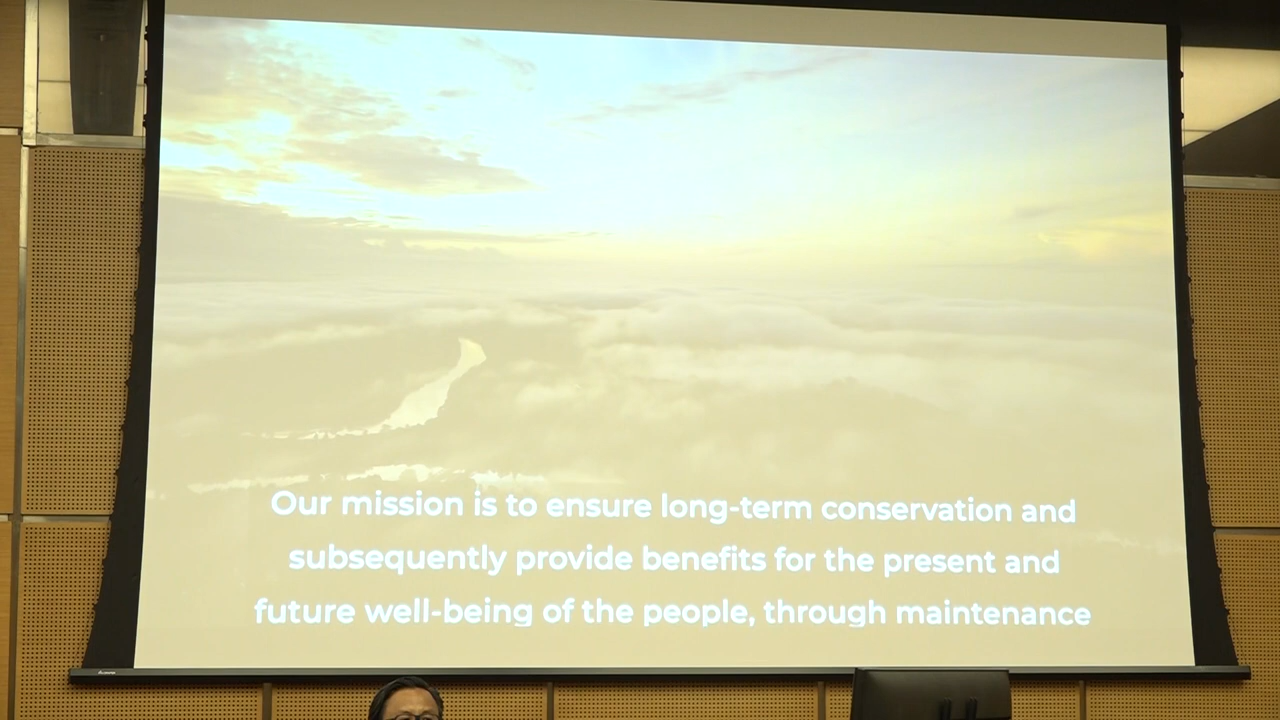 Our mission is to ensure long-term conservation and
subsequently provide benefits for the present and
future well-being of the people, through maintenance